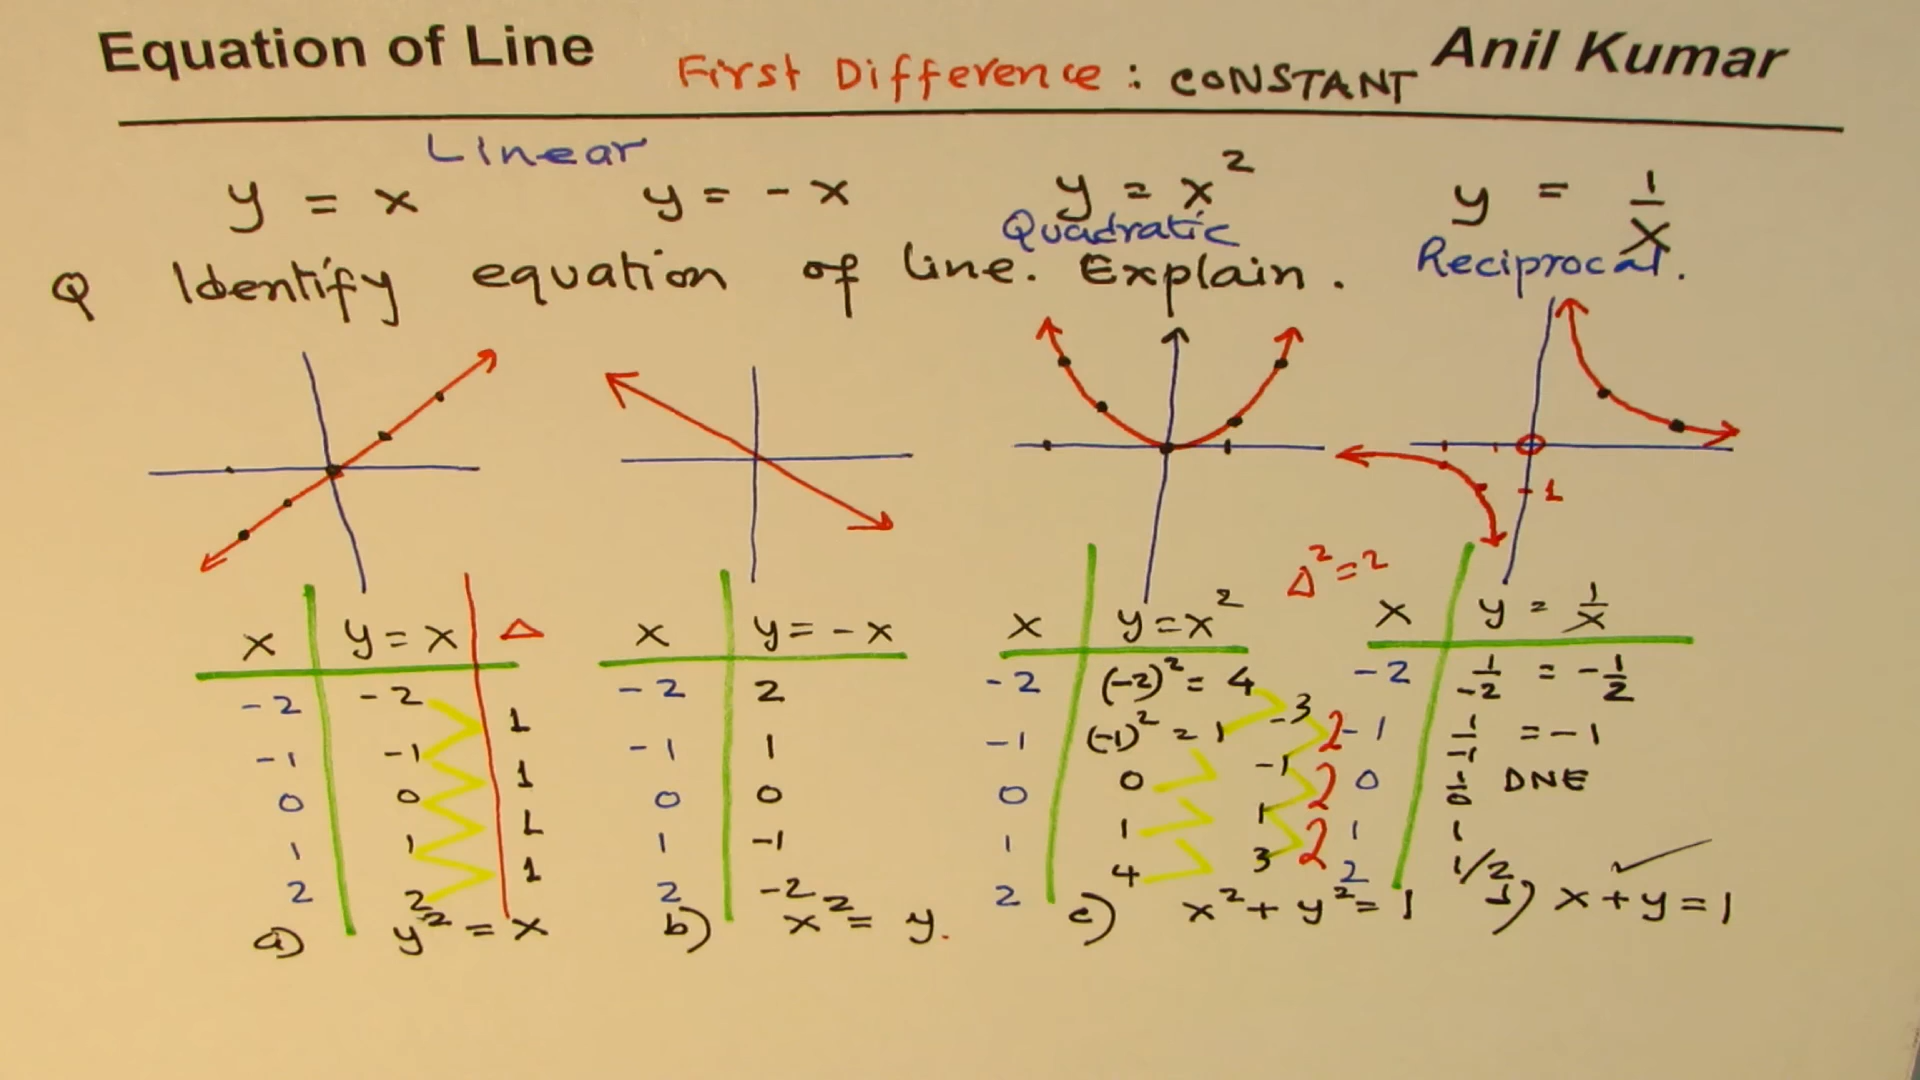 Equation of Line First Difference : CONSTANT Anil Kumar
Linear
y = x y = - x y = x² y = 1/x
Quadratic Reciprocal.
Q Identify equation of line. Explain.
- 1
Δ² = 2
x y = x Δ x y = - x x y = x² x y = 1/x
-2 -2 -2 2 -2 (-2)² = 4 -2 1/-2 = -1/2
1 -3
-1 -1 -1 1 -1 (-1)² = 1 2 -1 1/-1 = -1
1 -1
0 0 0 0 0 0 2 0 1/0 DNE
1 1
1 1 1 -1 1 1 2 1 1
1 3
2 2 2 -2 2 4 2 1/2
a) y² = x b) x² = y. c) x² + y² = 1 d) x + y = 1 ✓